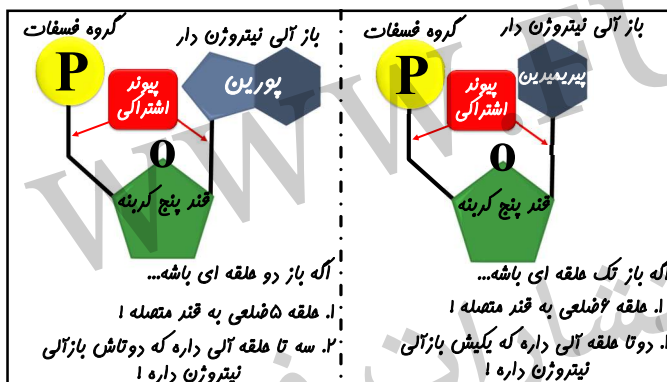 باز آلی نیتروژن دار
گروه فسفات
P
پیوند
اشتراکی
پیریمیدین
O
قند پنج کربنه
اگه باز تک حلقه ای باشه...
۱. حلقه ۶ضلعی به قند متصله !
۲. دوتا حلقه آلی داره که یکیش بازآلی
نیتروژن داره !
باز آلی نیتروژن دار
گروه فسفات
P
پیوند
اشتراکی
پورین
O
قند پنج کربنه
اگه باز دو حلقه ای باشه...
۱. حلقه ۵ضلعی به قند متصله !
۲. سه تا حلقه آلی داره که دوتاش بازآلی
نیتروژن داره !